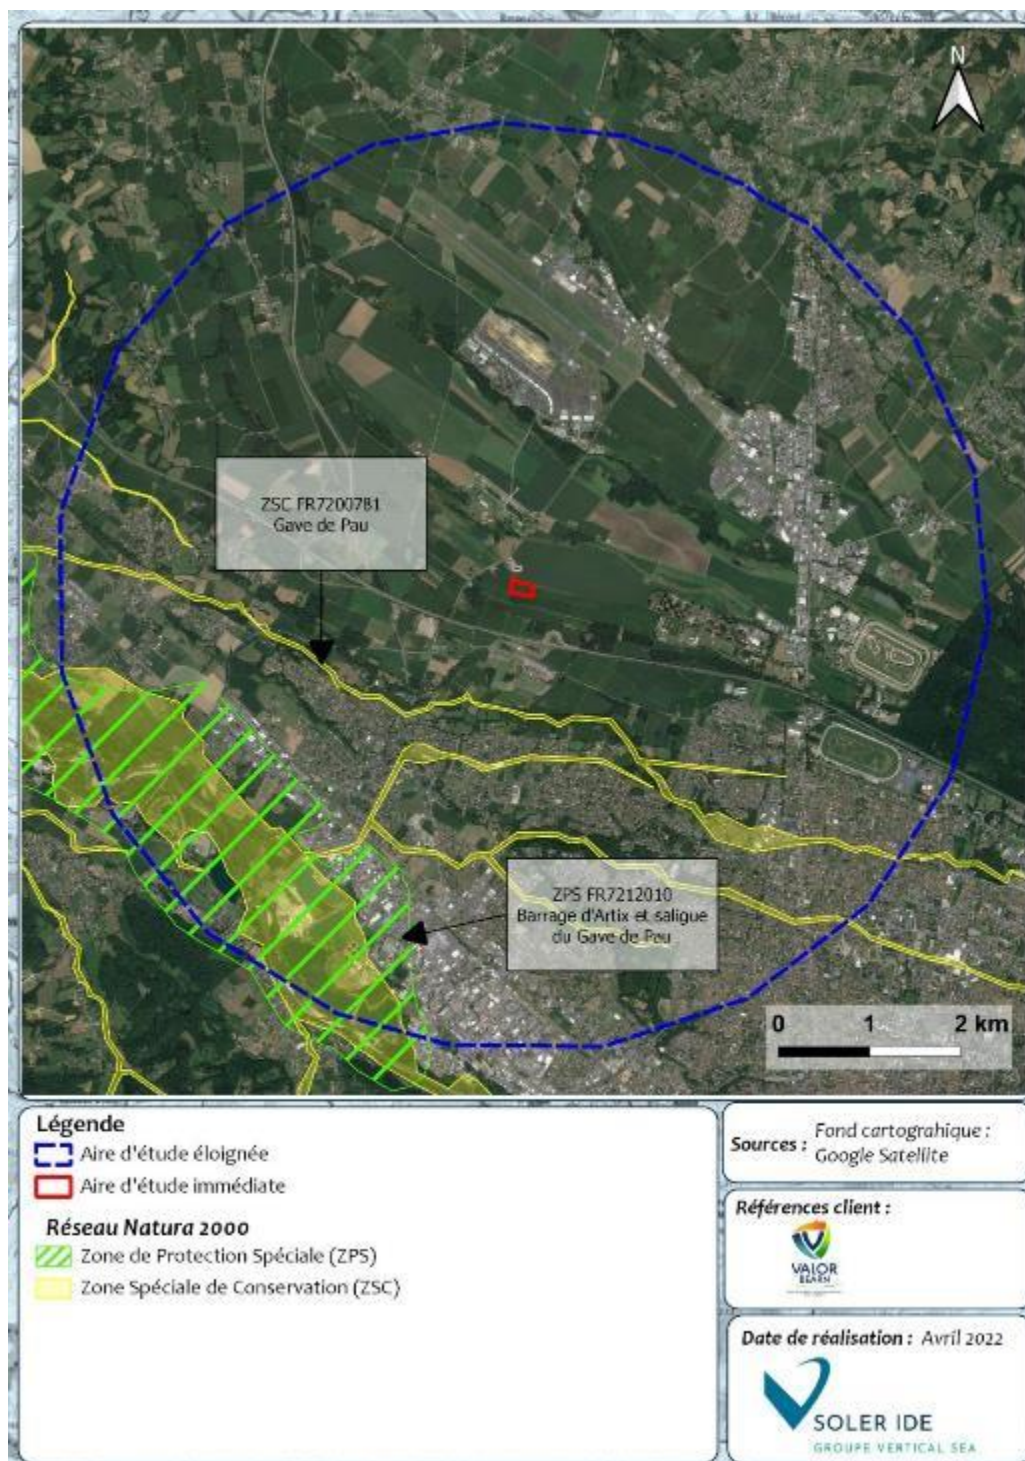 N
ZSC FR7200781
Gave de Pau
ZPS FR7212010
Barrage d'Artix et saligue
du Gave de Pau
0 1 2 km
Légende
Aire d'étude éloignée
Aire d'étude immédiate
Réseau Natura 2000
Zone de Protection Spéciale (ZPS)
Zone Spéciale de Conservation (ZSC)
Sources : Fond cartograhique :
Google Satellite
Références client :
VALOR
BEARN
Date de réalisation : Avril 2022
SOLER IDE
GROUPE VERTICAL SEA